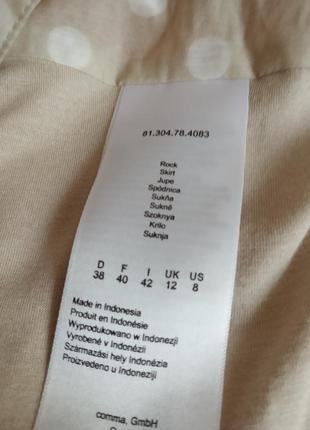 81.304.78.4083
Rock
Skirt
Jupe
Spódnica
Sukňa
Sukně
Szoknya
Krilo
Suknja
D F I UK US
38 40 42 12 8
Made in Indonesia
Produit en Indonésie
Wyprodukowano w Indonezji
Vyrobené v Indonézii
Származási hely Indonézia
Proizvedeno u Indoneziji
comma, GmbH